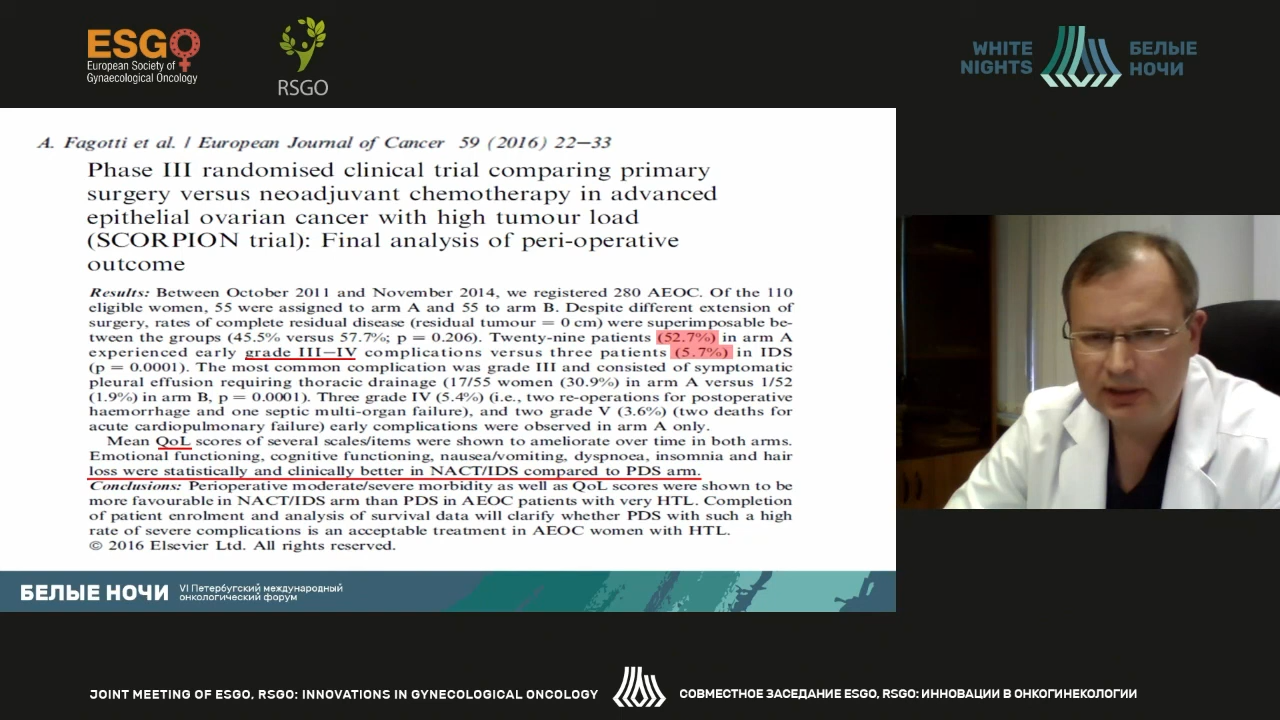 ESGO
European Society of
Gynaecological Oncology
RSGO
WHITE
NIGHTS
БЕЛЫЕ
НОЧИ
A. Fagotti et al. / European Journal of Cancer 59 (2016) 22–33
Phase III randomised clinical trial comparing primary
surgery versus neoadjuvant chemotherapy in advanced
epithelial ovarian cancer with high tumour load
(SCORPION trial): Final analysis of peri-operative
outcome
Results: Between October 2011 and November 2014, we registered 280 AEOC. Of the 110
eligible women, 55 were assigned to arm A and 55 to arm B. Despite different extension of
surgery, rates of complete residual disease (residual tumour = 0 cm) were superimposable be-
tween the groups (45.5% versus 57.7%; p = 0.206). Twenty-nine patients (52.7%) in arm A
experienced early grade III–IV complications versus three patients (5.7%) in IDS
(p = 0.0001). The most common complication was grade III and consisted of symptomatic
pleural effusion requiring thoracic drainage (17/55 women (30.9%) in arm A versus 1/52
(1.9%) in arm B, p = 0.0001). Three grade IV (5.4%) (i.e., two re-operations for postoperative
haemorrhage and one septic multi-organ failure), and two grade V (3.6%) (two deaths for
acute cardiopulmonary failure) early complications were observed in arm A only.
Mean QoL scores of several scales/items were shown to ameliorate over time in both arms.
Emotional functioning, cognitive functioning, nausea/vomiting, dyspnoea, insomnia and hair
loss were statistically and clinically better in NACT/IDS compared to PDS arm.
Conclusions: Perioperative moderate/severe morbidity as well as QoL scores were shown to
be more favourable in NACT/IDS arm than PDS in AEOC patients with very HTL. Completion
of patient enrolment and analysis of survival data will clarify whether PDS with such a high
rate of severe complications is an acceptable treatment in AEOC women with HTL.
© 2016 Elsevier Ltd. All rights reserved.
БЕЛЫЕ НОЧИ
VI Петербугский международный
онкологический форум
JOINT MEETING OF ESGO, RSGO: INNOVATIONS IN GYNECOLOGICAL ONCOLOGY
СОВМЕСТНОЕ ЗАСЕДАНИЕ ESGO, RSGO: ИННОВАЦИИ В ОНКОГИНЕКОЛОГИИ